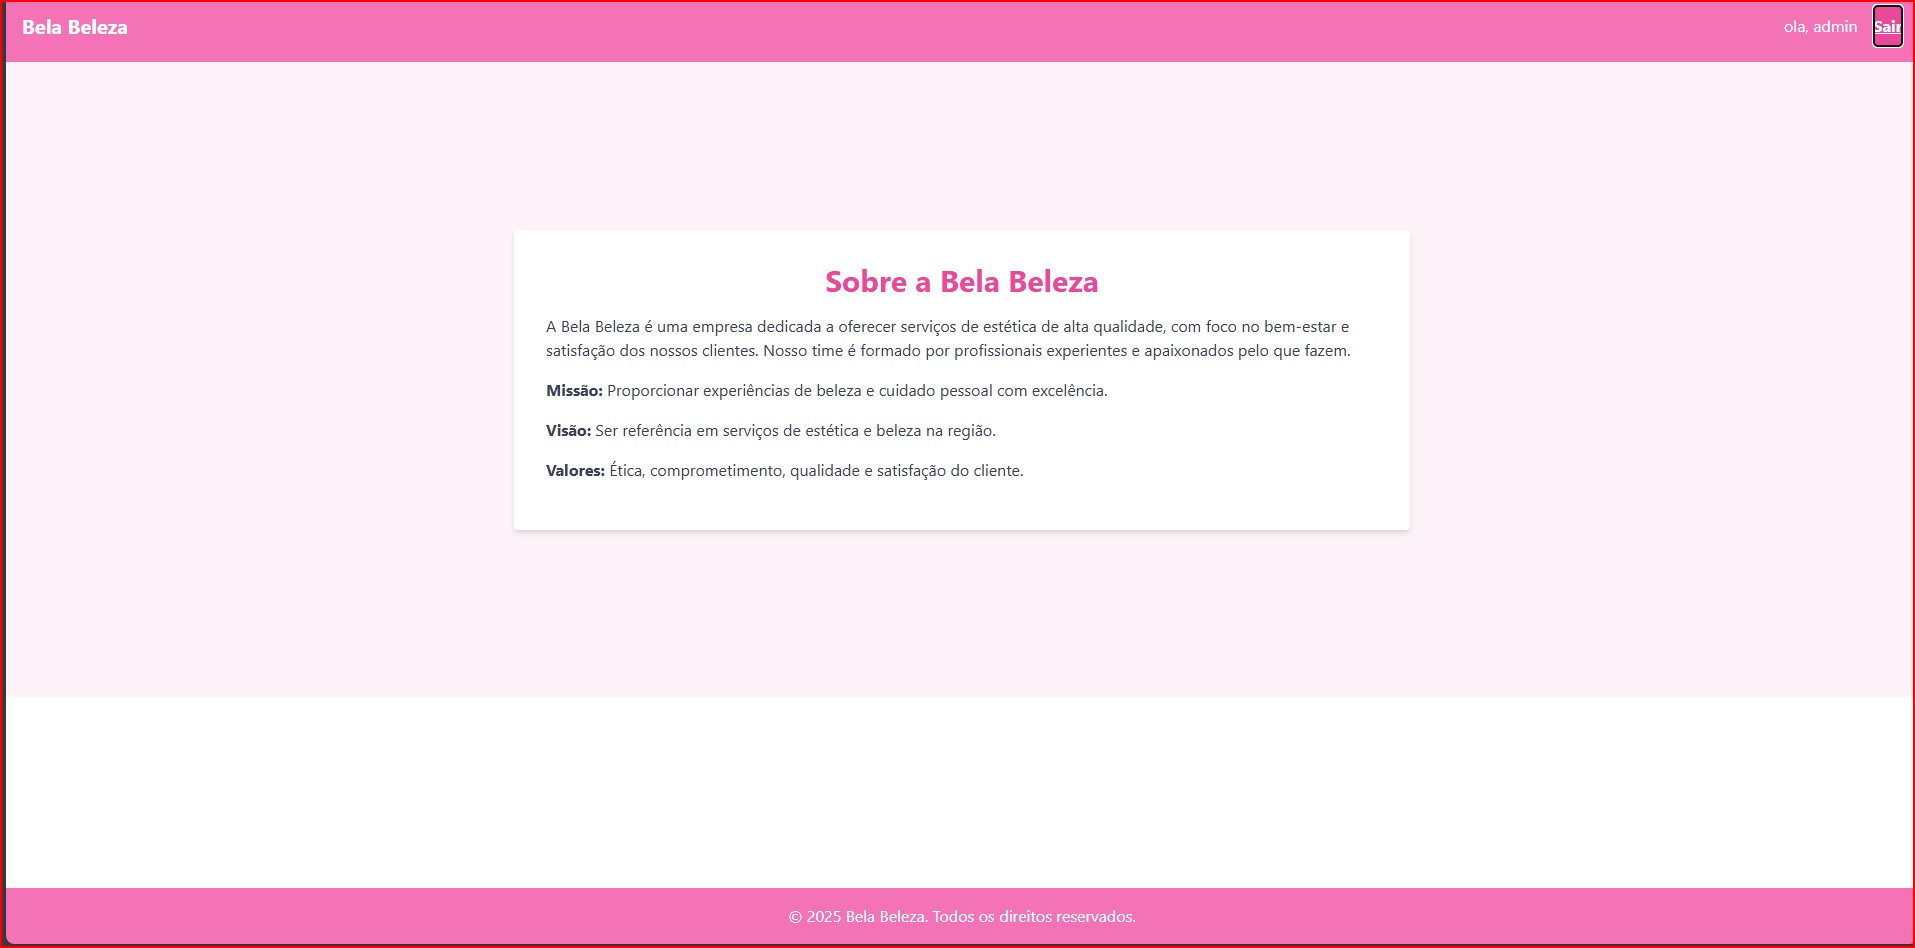 Bela Beleza
ola, admin
Sair
Sobre a Bela Beleza
A Bela Beleza é uma empresa dedicada a oferecer serviços de estética de alta qualidade, com foco no bem-estar e
satisfação dos nossos clientes. Nosso time é formado por profissionais experientes e apaixonados pelo que fazem.
Missão: Proporcionar experiências de beleza e cuidado pessoal com excelência.
Visão: Ser referência em serviços de estética e beleza na região.
Valores: Ética, comprometimento, qualidade e satisfação do cliente.
© 2025 Bela Beleza. Todos os direitos reservados.